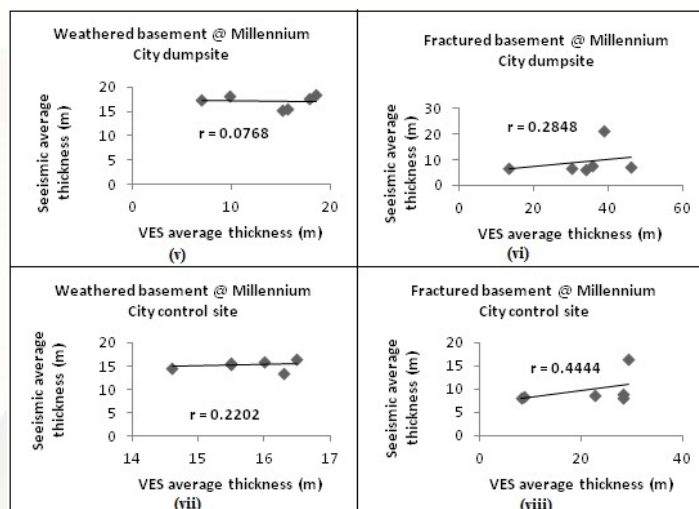 Weathered basement @ Millennium
City dumpsite
Seeismic average
thickness (m)
20
15
10
5
0
r = 0.0768
0
10
20
VES average thickness (m)
(v)
Fractured basement @ Millennium
City dumpsite
Seismic average
thickness (m)
30
20
10
0
r = 0.2848
0
20
40
60
VES average thickness (m)
(vi)
Weathered basement @ Millennium
City control site
Seeismic average
thickness (m)
20
15
10
5
0
r = 0.2202
14
15
16
17
VES average thickness (m)
(vii)
Fractured basement @ Millennium
City control site
Seismic average
thickness (m)
20
15
10
5
0
r = 0.4444
0
20
40
VES average thickness (m)
(viii)